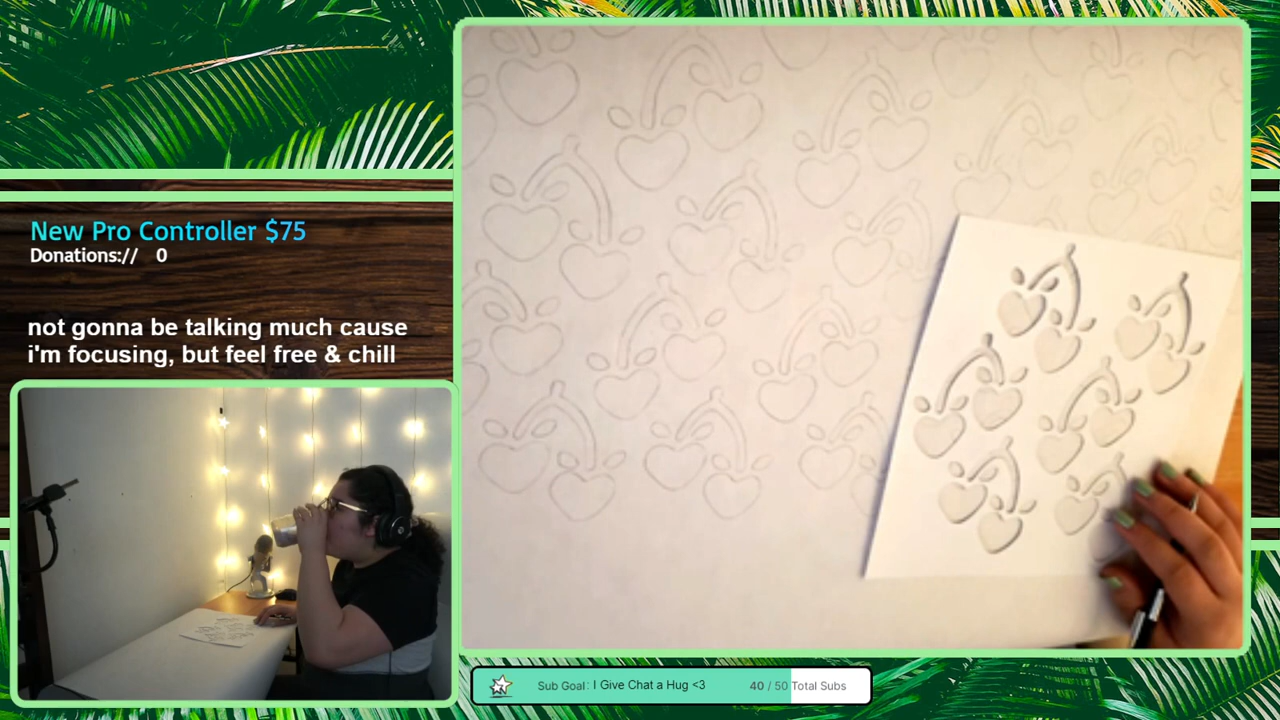 New Pro Controller $75
Donations:// 0
not gonna be talking much cause
i'm focusing, but feel free & chill
Sub Goal: I Give Chat a Hug <3 40 / 50 Total Subs